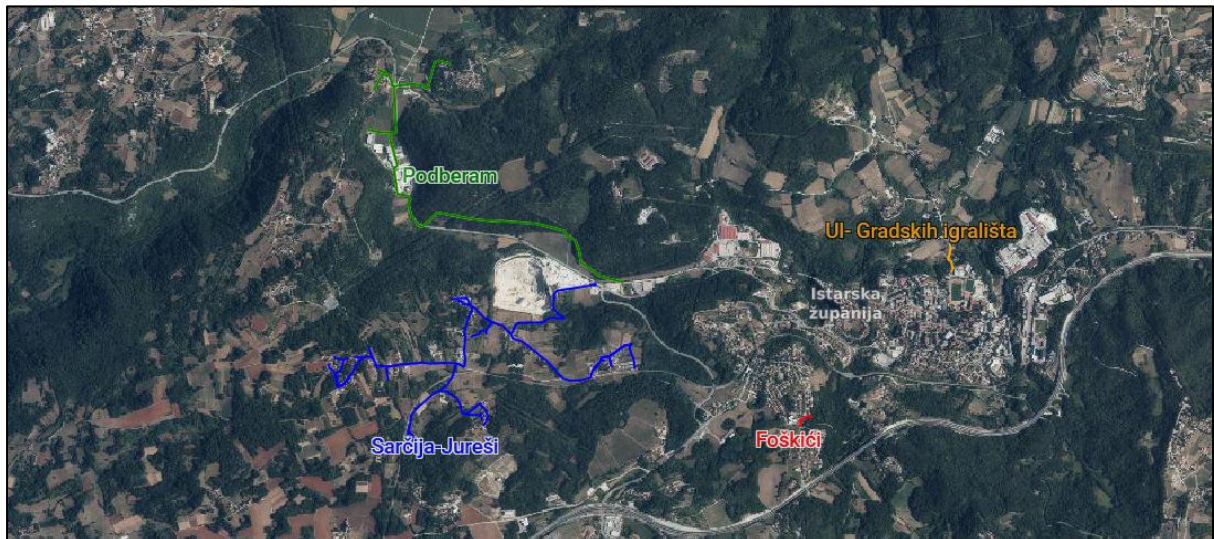 Podberam
Ul- Gradskih igrališta
Istarska
županija
Sarčija-Jureši
Foškići